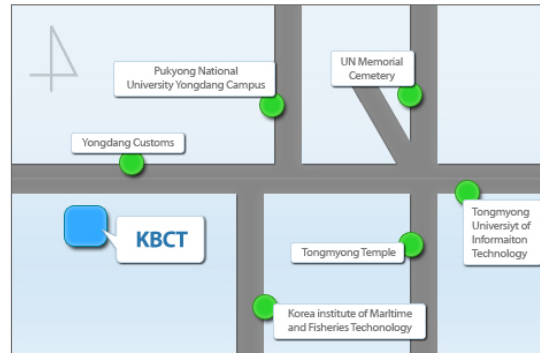 Pukyong National
University Yongdang Campus
UN Memorial
Cemetery
Yongdang Customs
KBCT
Tongmyong
Universiyt of
Informaiton
Technology
Tongmyong Temple
Korea institute of Marltime
and Fisheries Techonology